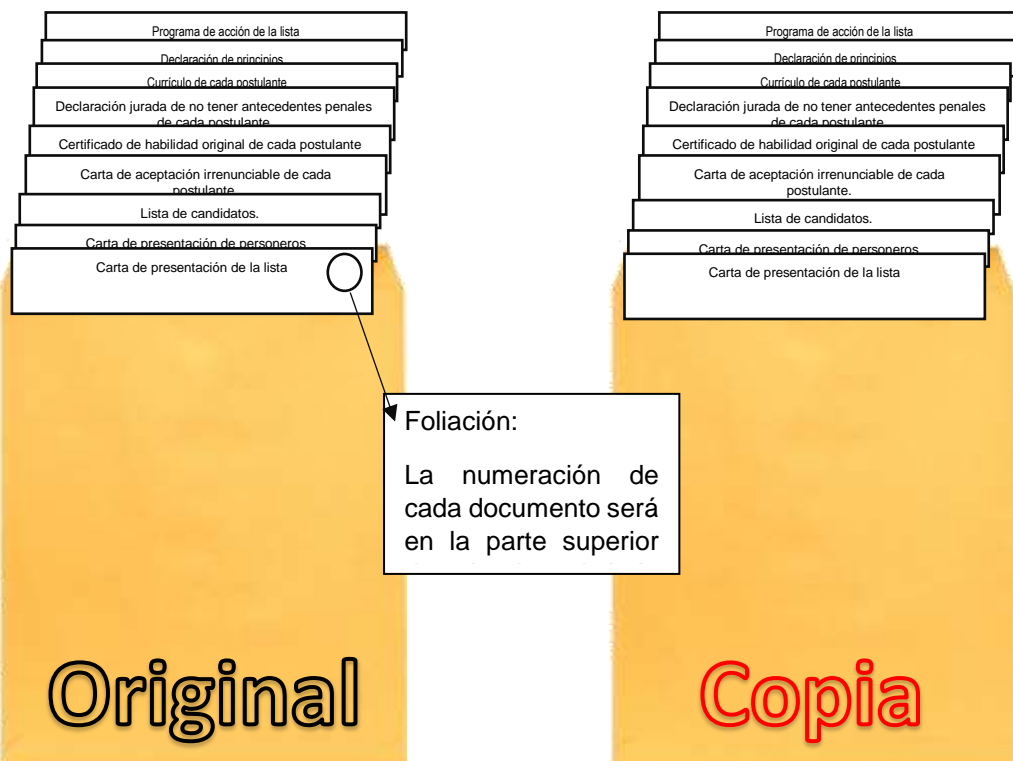 Programa de acción de la lista
Declaración de principios
Currículo de cada postulante
Declaración jurada de no tener antecedentes penales
de cada postulante
Certificado de habilidad original de cada postulante
Carta de aceptación irrenunciable de cada
postulante.
Lista de candidatos.
Carta de presentación de personeros
Carta de presentación de la lista
Original
Foliación:
La numeración de
cada documento será
en la parte superior
Programa de acción de la lista
Declaración de principios
Currículo de cada postulante
Declaración jurada de no tener antecedentes penales
de cada postulante
Certificado de habilidad original de cada postulante
Carta de aceptación irrenunciable de cada
postulante.
Lista de candidatos.
Carta de presentación de personeros
Carta de presentación de la lista
Copia